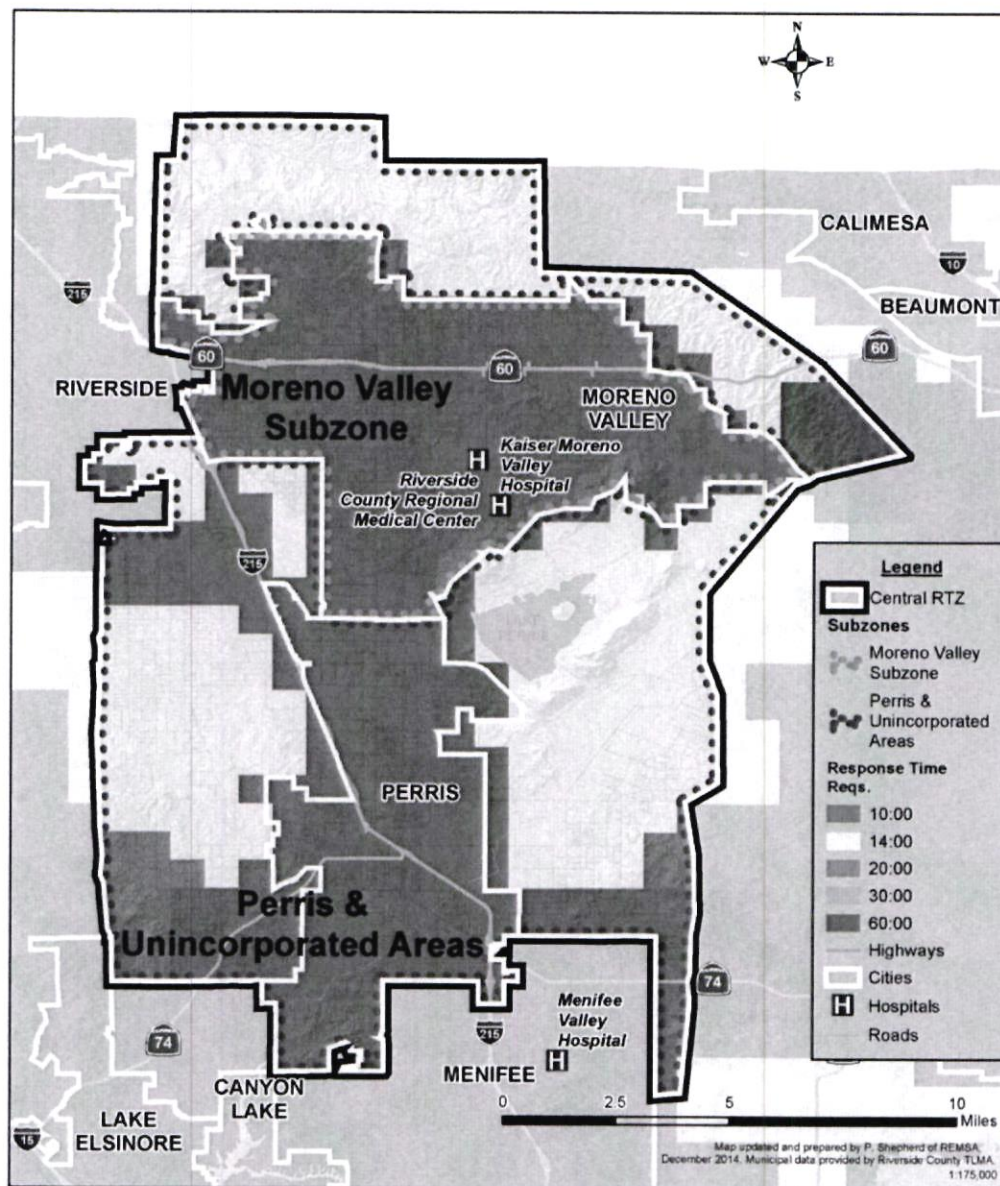 N
W E
S
CALIMESA
10
215
BEAUMONT
60
60
60
RIVERSIDE
Moreno Valley
Subzone
MORENO
VALLEY
H
Kaiser Moreno
Valley
Hospital
Riverside
County Regional
Medical Center
H
215
LAKE
PERRIS
PERRIS
Perris &
Unincorporated Areas
74
Menifee
Valley
Hospital
H
215
74
MENIFEE
CANYON
LAKE
LAKE
ELSINORE
15
Legend
Central RTZ
Subzones
Moreno Valley
Subzone
Perris &
Unincorporated
Areas
Response Time
Reqs.
10:00
14:00
20:00
30:00
60:00
Highways
Cities
H Hospitals
Roads
0 2.5 5 10
Miles
Map updated and prepared by P. Shepherd of REMSA,
December 2014. Municipal data provided by Riverside County TLMA.
1:175,000